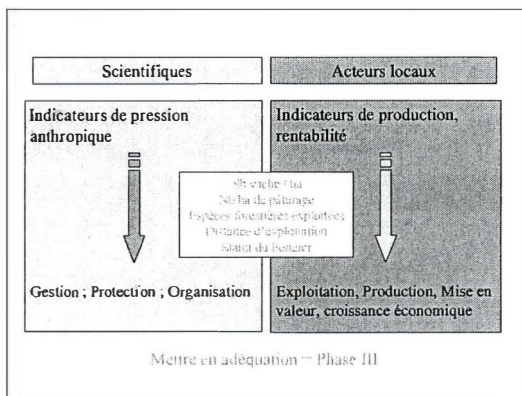 Scientifiques
Acteurs locaux
Indicateurs de pression
anthropique
Indicateurs de production,
rentabilité
Nb vache / ha
Nb ha de pâturage
Espèces forestières exploitées
Distance d'exploration
Statut du foncier
Gestion ; Protection ; Organisation
Exploitation, Production, Mise en
valeur, croissance économique
Mettre en adéquation = Phase III